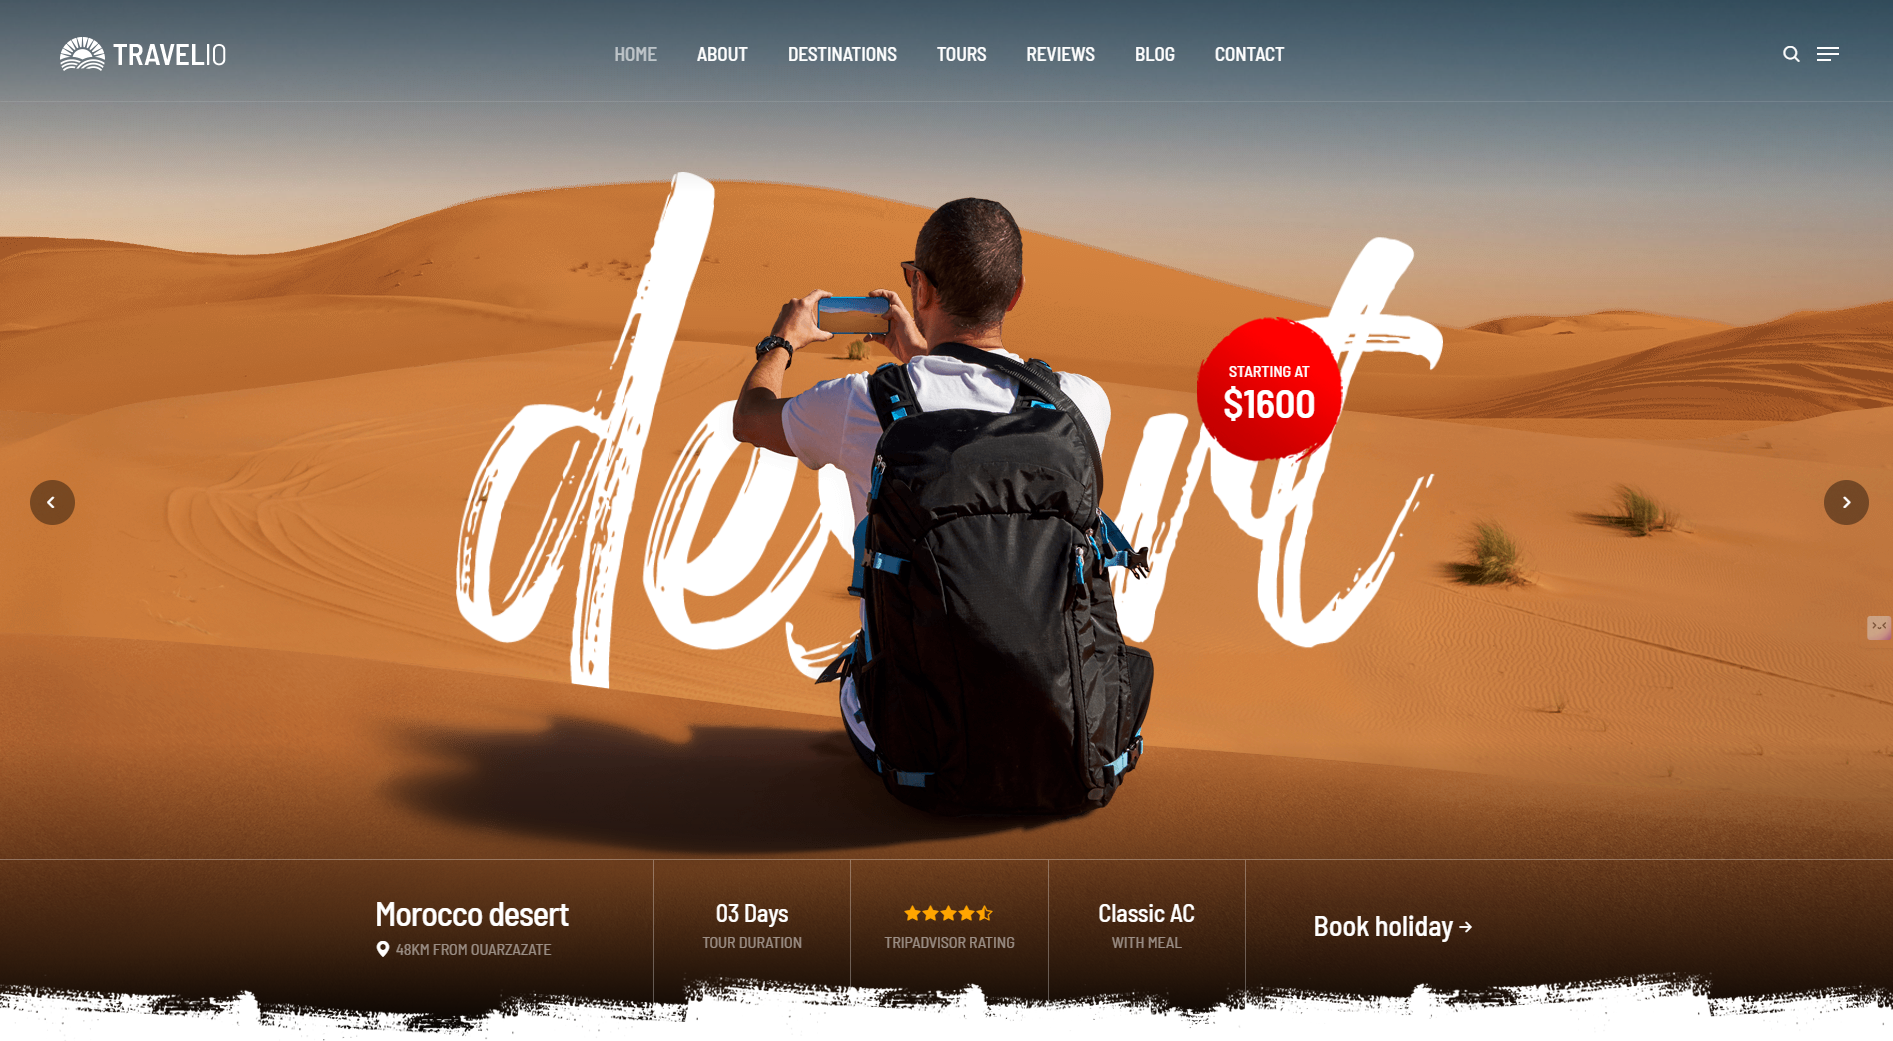 TRAVELIO
HOME ABOUT DESTINATIONS TOURS REVIEWS BLOG CONTACT
desert
STARTING AT
$1600
Morocco desert
48KM FROM OUARZAZATE
03 Days
TOUR DURATION
TRIPADVISOR RATING
Classic AC
WITH MEAL
Book holiday →